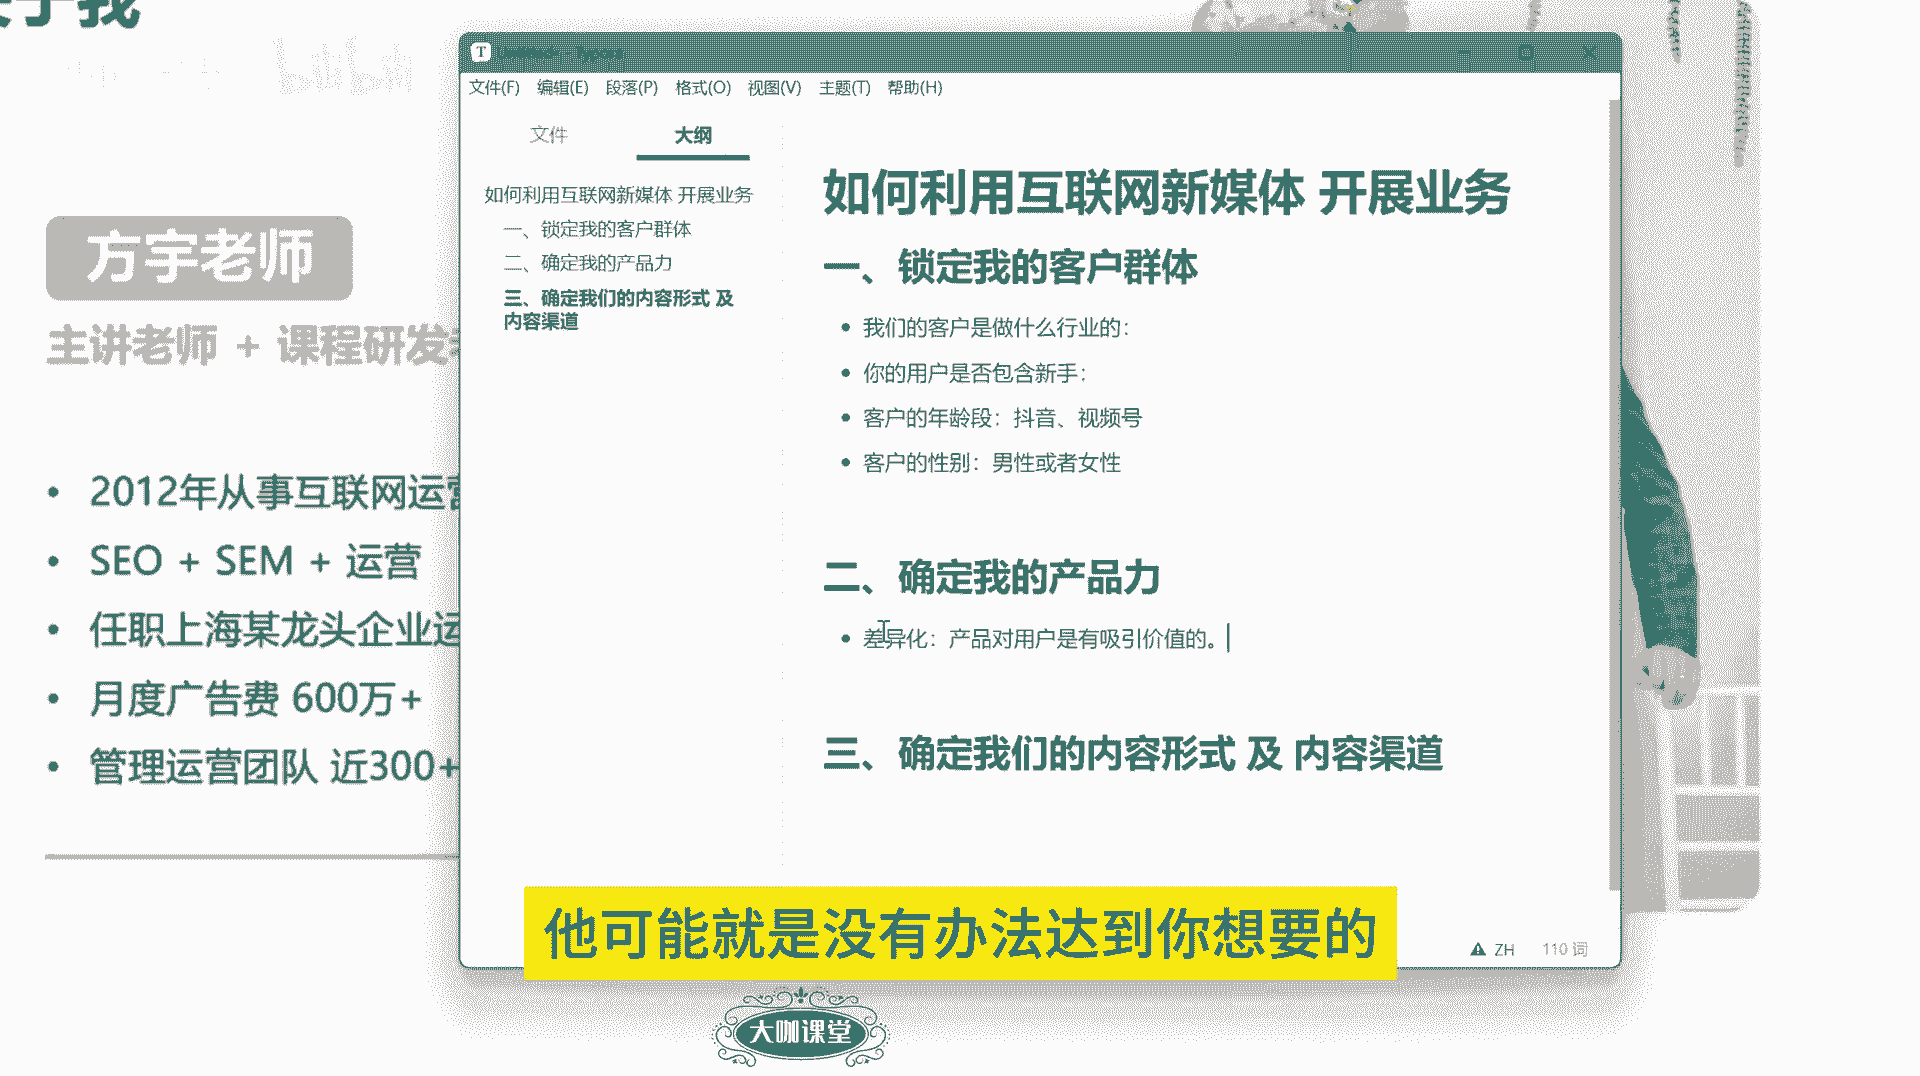 bilibili
方宇老师
主讲老师 + 课程研发
2012年从事互联网运营
SEO + SEM + 运营
任职上海某龙头企业运
月度广告费 600万+
管理运营团队 近300+
文件(F) 编辑(E) 段落(P) 格式(O) 视图(V) 主题(T) 帮助(H)
文件 大纲
如何利用互联网新媒体 开展业务
一、锁定我的客户群体
二、确定我的产品力
三、确定我们的内容形式 及
内容渠道
如何利用互联网新媒体 开展业务
一、锁定我的客户群体
我们的客户是做什么行业的：
你的用户是否包含新手：
客户的年龄段：抖音、视频号
客户的性别：男性或者女性
二、确定我的产品力
差异化：产品对用户是有吸引价值的。
三、确定我们的内容形式 及 内容渠道
ZH 110 词
他可能就是没有办法达到你想要的
大咖课堂